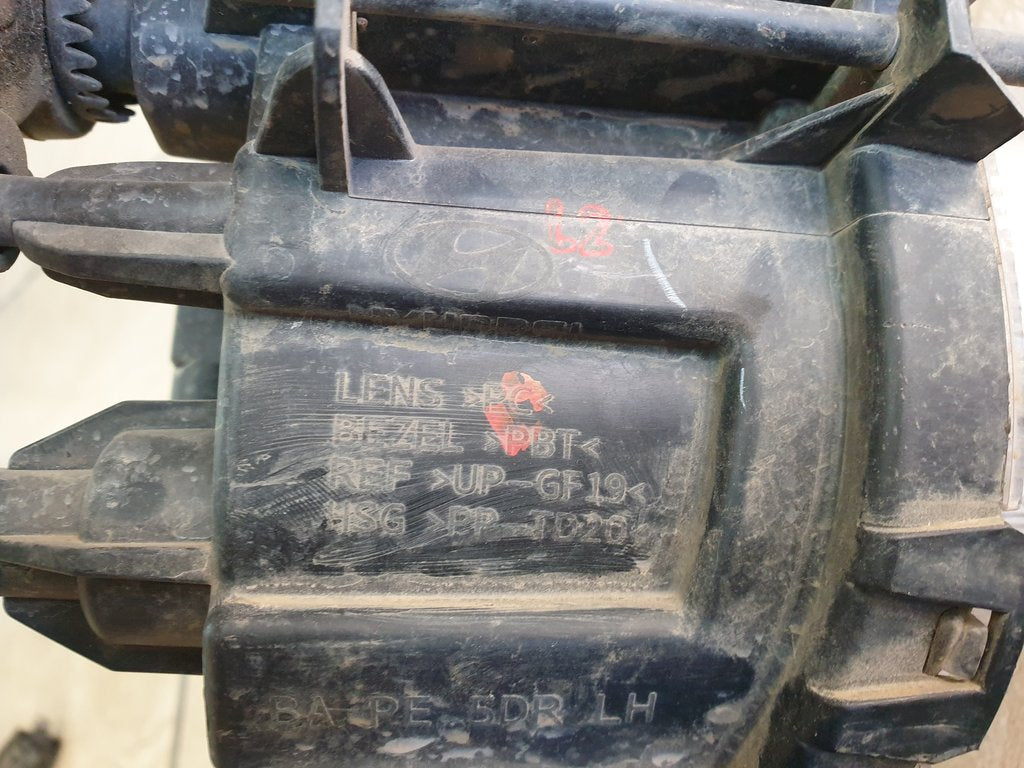 LENS >PC<
BEZEL >PBT<
REF >UP-GF19<
HSG >PP-TD20<
BA PE 5DR LH